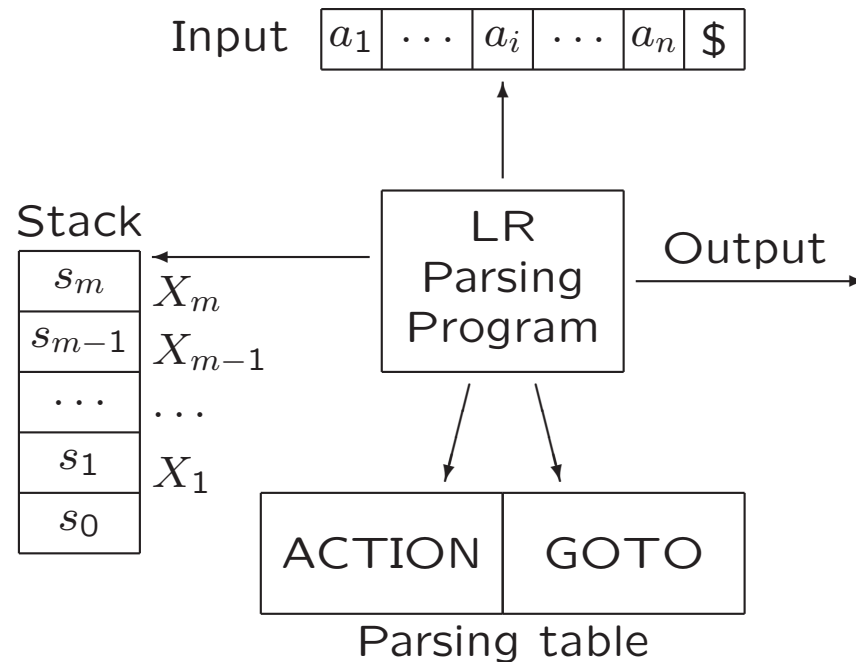 Input a₁ ⋯ aᵢ ⋯ aₙ $
LR
Parsing
Program
Output
Stack
sₘ Xₘ
sₘ₋₁ Xₘ₋₁
⋯ ⋯
s₁ X₁
s₀
ACTION GOTO
Parsing table